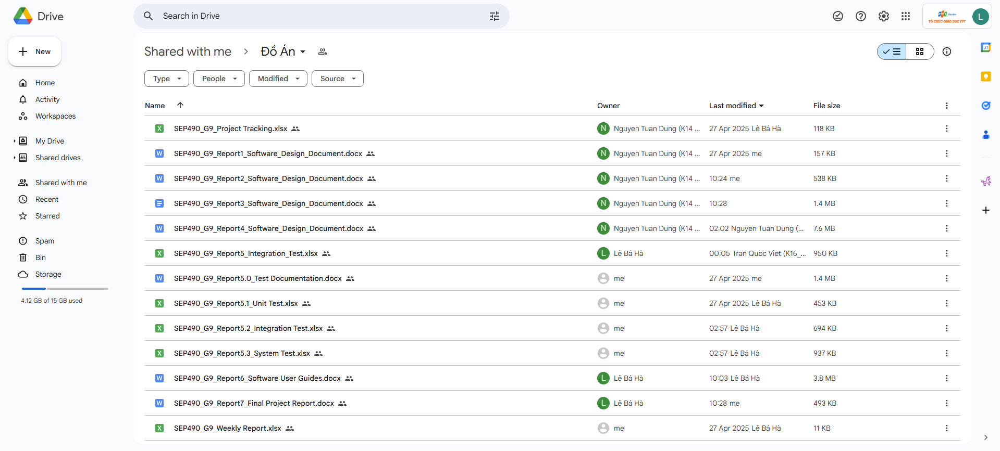 Drive
Search in Drive
FPT Education
TỔ CHỨC GIÁO DỤC FPT
L
New
Home
Activity
Workspaces
My Drive
Shared drives
Shared with me
Recent
Starred
Spam
Bin
Storage
4.12 GB of 15 GB used
Shared with me > Đồ Án
Type People Modified Source
Name Owner Last modified File size
X SEP490_G9_Project Tracking.xlsx N Nguyen Tuan Dung (K14 ... 27 Apr 2025 Lê Bá Hà 118 KB
W SEP490_G9_Report1_Software_Design_Document.docx N Nguyen Tuan Dung (K14 ... 27 Apr 2025 me 157 KB
W SEP490_G9_Report2_Software_Design_Document.docx N Nguyen Tuan Dung (K14 ... 10:24 me 538 KB
SEP490_G9_Report3_Software_Design_Document.docx N Nguyen Tuan Dung (K14 ... 10:28 1.4 MB
W SEP490_G9_Report4_Software_Design_Document.docx N Nguyen Tuan Dung (K14 ... 02:02 Nguyen Tuan Dung (... 7.6 MB
X SEP490_G9_Report5_Integration_Test.xlsx L Lê Bá Hà 00:05 Tran Quoc Viet (K16_... 950 KB
W SEP490_G9_Report5.0_Test Documentation.docx me 27 Apr 2025 me 1.4 MB
X SEP490_G9_Report5.1_Unit Test.xlsx me 27 Apr 2025 Lê Bá Hà 453 KB
X SEP490_G9_Report5.2_Integration Test.xlsx me 02:57 Lê Bá Hà 694 KB
X SEP490_G9_Report5.3_System Test.xlsx me 02:57 Lê Bá Hà 937 KB
W SEP490_G9_Report6_Software User Guides.docx L Lê Bá Hà 10:03 Lê Bá Hà 3.8 MB
W SEP490_G9_Report7_Final Project Report.docx L Lê Bá Hà 10:28 me 493 KB
X SEP490_G9_Weekly Report.xlsx me 27 Apr 2025 Lê Bá Hà 11 KB
31